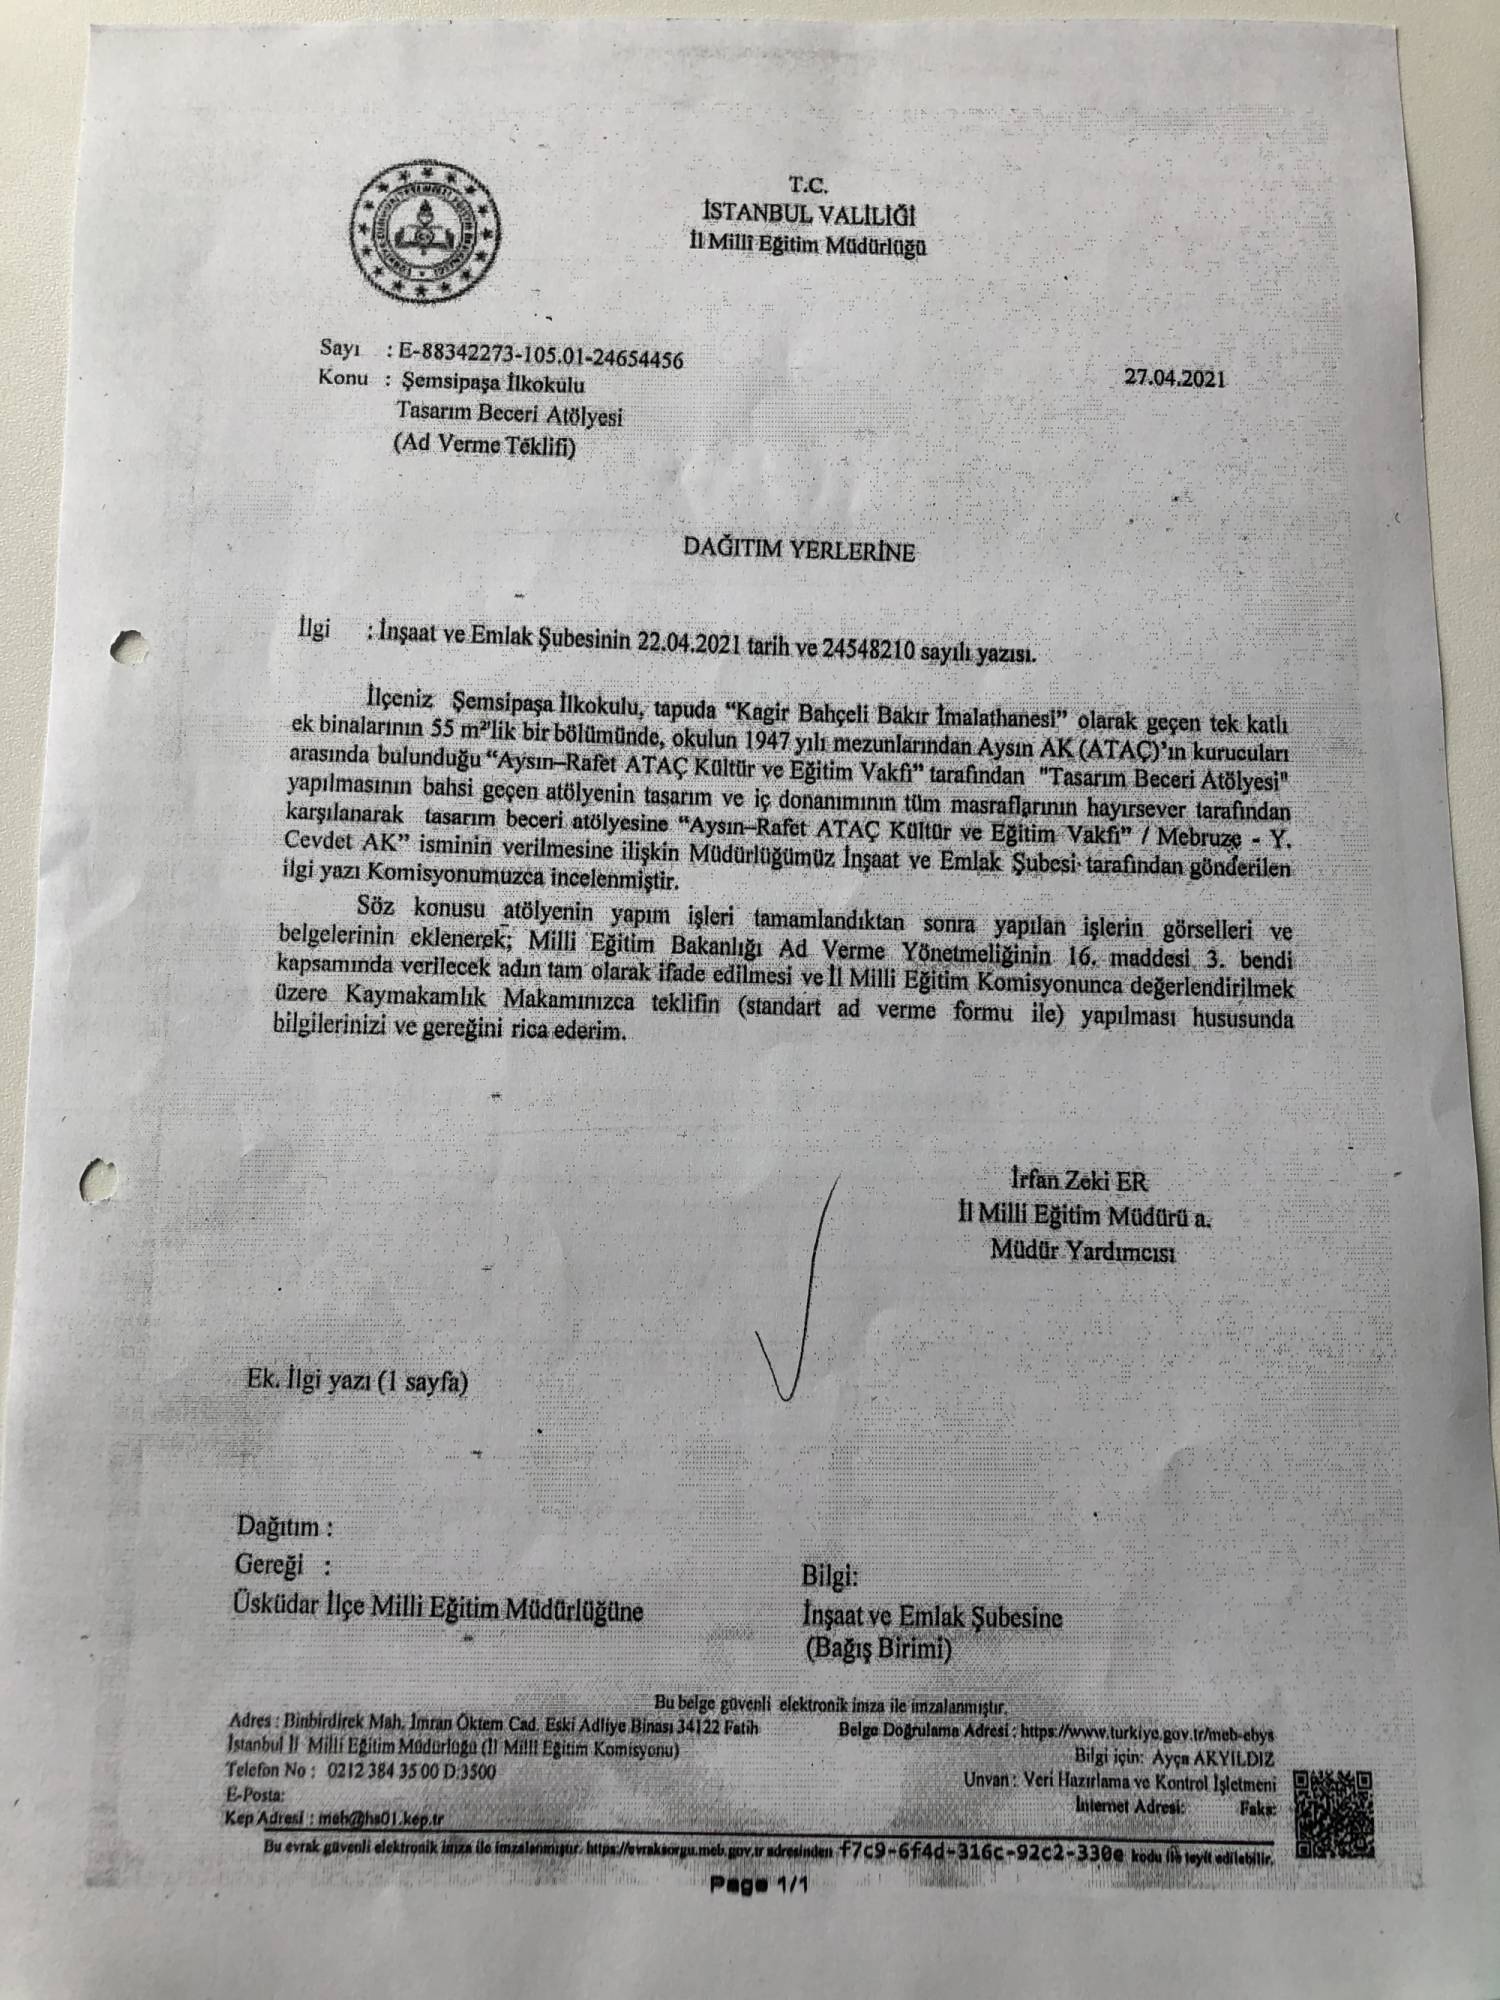 T.C.
İSTANBUL VALİLİĞİ
İl Millî Eğitim Müdürlüğü
Sayı : E-88342273-105.01-24654456
27.04.2021
Konu : Şemsipaşa İlkokulu
Tasarım Beceri Atölyesi
(Ad Verme Teklifi)
DAĞITIM YERLERİNE
İlgi : İnşaat ve Emlak Şubesinin 22.04.2021 tarih ve 24548210 sayılı yazısı.
İlçeniz Şemsipaşa İlkokulu, tapuda “Kagir Bahçeli Bakır İmalathanesi” olarak geçen tek katlı
ek binalarının 55 m²'lik bir bölümünde, okulun 1947 yılı mezunlarından Aysın AK (ATAÇ)’ın kurucuları
arasında bulunduğu “Aysın–Rafet ATAÇ Kültür ve Eğitim Vakfı” tarafından "Tasarım Beceri Atölyesi"
yapılmasının bahsi geçen atölyenin tasarım ve iç donanımının tüm masraflarının hayırsever tarafından
karşılanarak tasarım beceri atölyesine “Aysın–Rafet ATAÇ Kültür ve Eğitim Vakfı” / Mebruze - Y.
Cevdet AK” isminin verilmesine ilişkin Müdürlüğümüz İnşaat ve Emlak Şubesi tarafından gönderilen
ilgi yazı Komisyonumuzca incelenmiştir.
Söz konusu atölyenin yapım işleri tamamlandıktan sonra yapılan işlerin görselleri ve
belgelerinin eklenerek; Milli Eğitim Bakanlığı Ad Verme Yönetmeliğinin 16. maddesi 3. bendi
kapsamında verilecek adın tam olarak ifade edilmesi ve İl Milli Eğitim Komisyonunca değerlendirilmek
üzere Kaymakamlık Makamınızca teklifin (standart ad verme formu ile) yapılması hususunda
bilgilerinizi ve gereğini rica ederim.
İrfan Zeki ER
İl Milli Eğitim Müdürü a.
Müdür Yardımcısı
Ek. İlgi yazı (1 sayfa)
Dağıtım :
Gereği :
Bilgi:
Üsküdar İlçe Milli Eğitim Müdürlüğüne
İnşaat ve Emlak Şubesine
(Bağış Birimi)
Bu belge güvenli elektronik imza ile imzalanmıştır.
Adres : Binbirdirek Mah. İmran Öktem Cad. Eski Adliye Binası 34122 Fatih
Belge Doğrulama Adresi : https://www.turkiye.gov.tr/meb-ebys
İstanbul İl Milli Eğitim Müdürlüğü (İl Milli Eğitim Komisyonu)
Bilgi için: Ayça AKYILDIZ
Telefon No : 0212 384 35 00 D:3500
Unvan : Veri Hazırlama ve Kontrol İşletmeni
E-Posta:
İnternet Adresi: Faks:
Kep Adresi : meb@hs01.kep.tr
Bu evrak güvenli elektronik imza ile imzalanmıştır. https://evraksorgu.meb.gov.tr adresinden f7c9-6f4d-316c-92c2-330e kodu ile teyit edilebilir.
Page 1/1